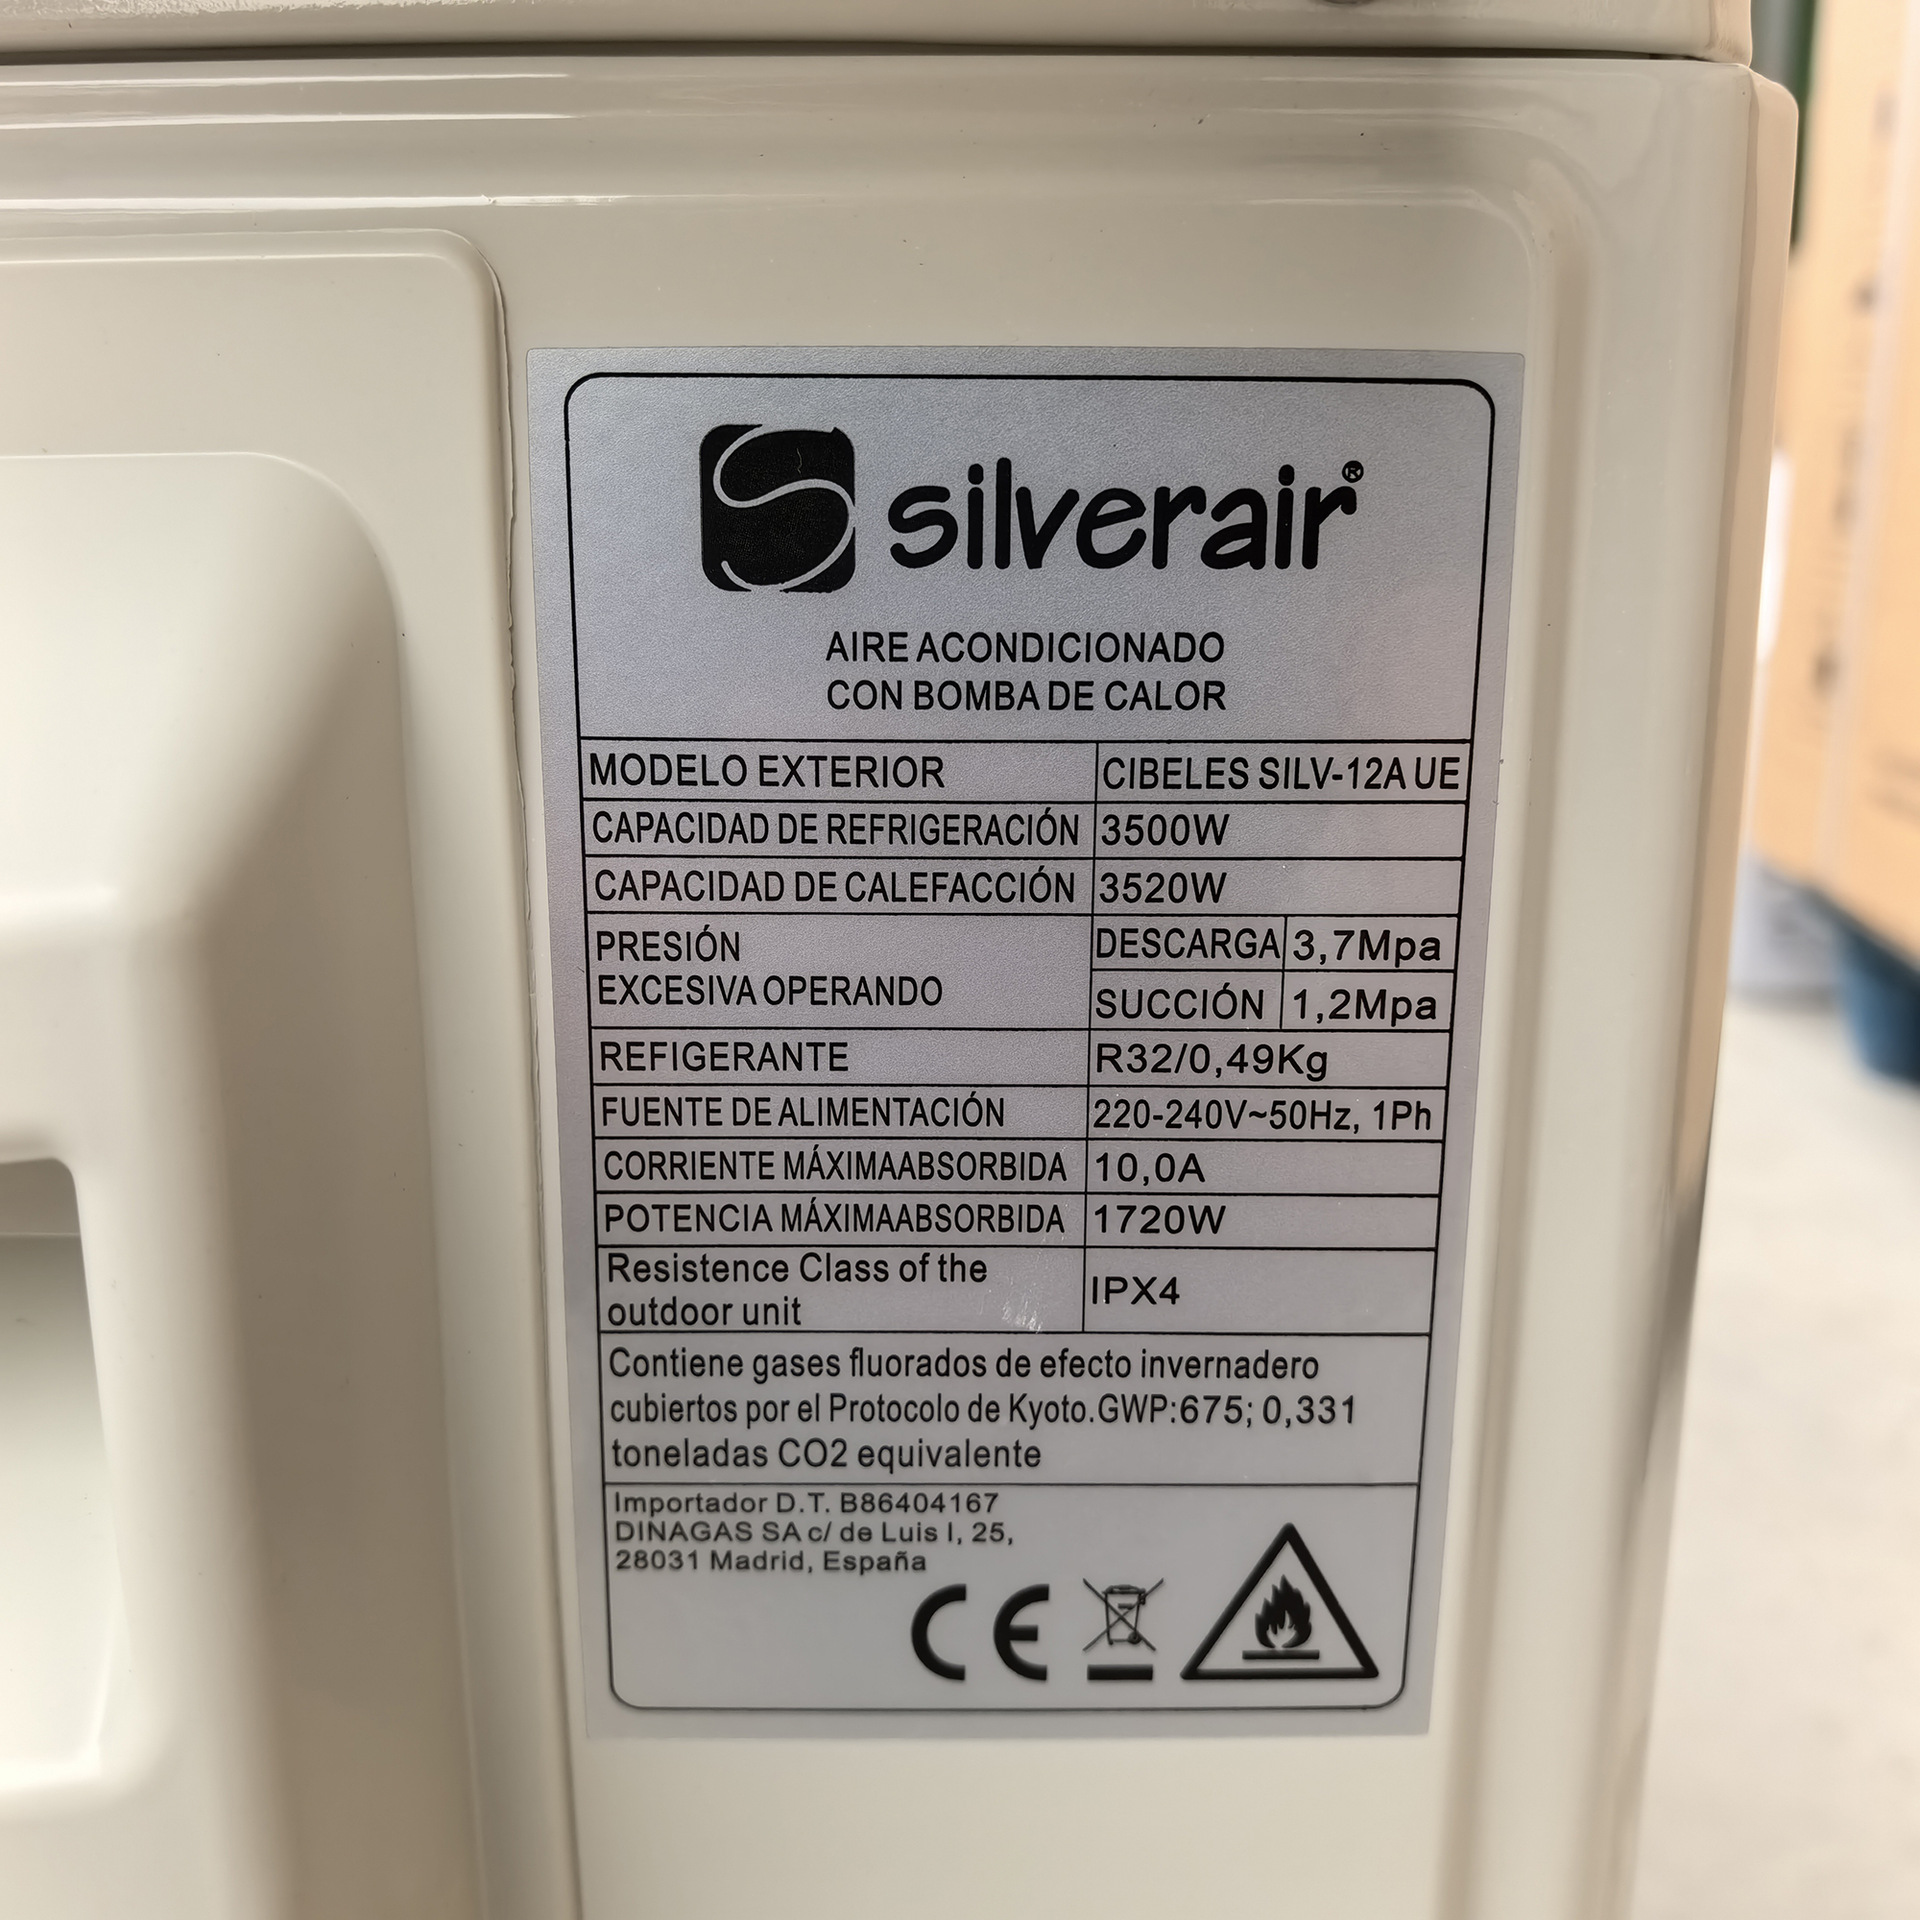 silverair®
AIRE ACONDICIONADO
CON BOMBA DE CALOR
MODELO EXTERIOR CIBELES SILV-12A UE
CAPACIDAD DE REFRIGERACIÓN 3500W
CAPACIDAD DE CALEFACCIÓN 3520W
PRESIÓN
EXCESIVA OPERANDO
DESCARGA 3,7Mpa
SUCCIÓN 1,2Mpa
REFIGERANTE R32/0,49Kg
FUENTE DE ALIMENTACIÓN 220-240V~50Hz, 1Ph
CORRIENTE MÁXIMAABSORBIDA 10,0A
POTENCIA MÁXIMAABSORBIDA 1720W
Resistence Class of the
outdoor unit
IPX4
Contiene gases fluorados de efecto invernadero
cubiertos por el Protocolo de Kyoto.GWP:675; 0,331
toneladas CO2 equivalente
Importador D.T. B86404167
DINAGAS SA c/ de Luis I, 25,
28031 Madrid, España
CE